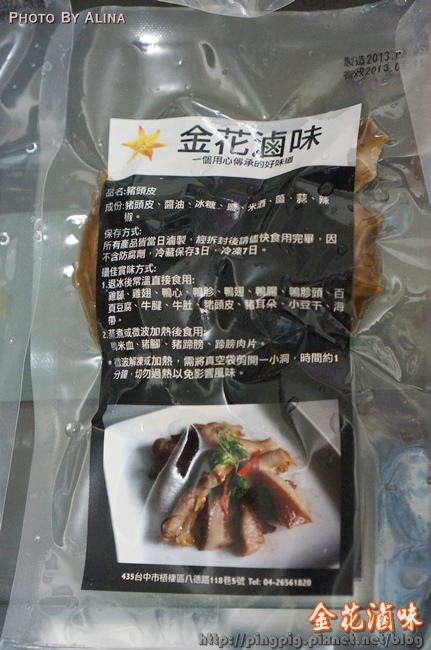 PHOTO BY ALINA
製造2013.
有效2013.0
金花滷味
一個用心傳承的好味道
品名:豬頭皮
成份:豬頭皮、醬油、冰糖、鹽、米酒、薑、蒜、辣
椒。
保存方式:
所有產品皆當日滷製，經拆封後請儘快食用完畢，因
不含防腐劑，冷藏保存3日，冷凍7日。
最佳賞味方式:
1.退冰後常溫直接食用:
雞腳、雞翅、鴨心、鴨胗、鴨翅、鴨腳、鴨胗頭、百
頁豆腐、牛腱、牛肚、豬頭皮、豬耳朵、小豆干、海
帶。
2.蒸煮或微波加熱後食用:
鴨米血、豬腳、豬蹄膀、蹄膀肉片。
*微波解凍或加熱，需將真空袋剪開一小洞，時間約1
分鐘，切勿過熱以免影響風味。
435台中市梧棲區八德路118巷5號 Tel: 04-26561820
金花滷味
http://pingpig.pixnet.net/blog